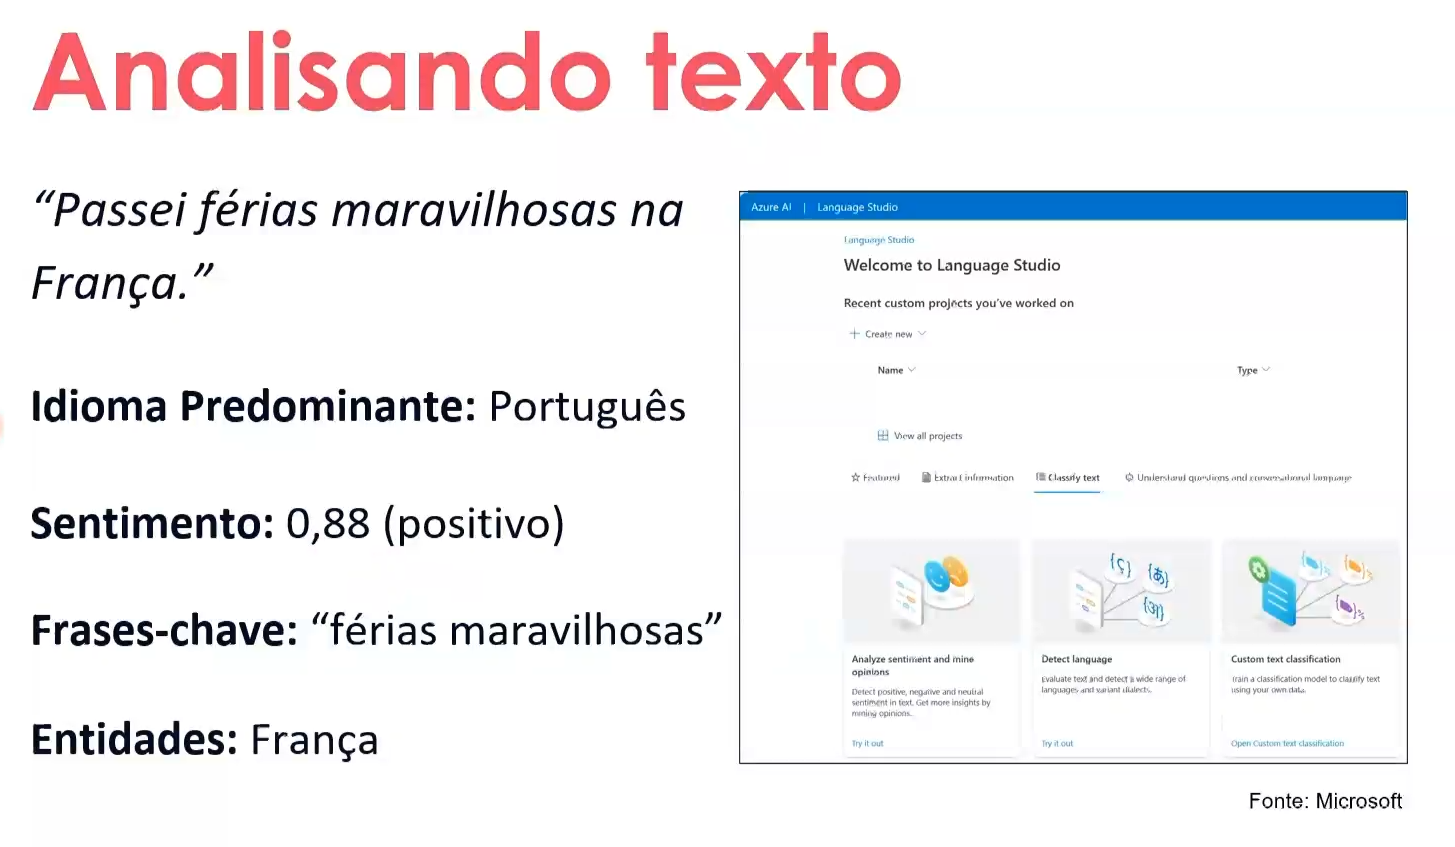 Analisando texto
“Passei férias maravilhosas na
França.”
Idioma Predominante: Português
Sentimento: 0,88 (positivo)
Frases-chave: “férias maravilhosas”
Entidades: França
Azure AI | Language Studio
Language Studio
Welcome to Language Studio
Recent custom projects you've worked on
+ Create new
Name
Type
View all projects
Featured
Extract information
Classify text
Understand questions and conversational language
{ç}
{あ}
{अ}
Analyze sentiment and mine
opinions
Detect positive, negative and neutral
sentiment in text. Get more insights by
mining opinions.
Try it out
Detect language
Evaluate text and detect a wide range of
languages and variant dialects.
Try it out
Custom text classification
Train a classification model to classify text
using your own data.
Open Custom text classification
Fonte: Microsoft